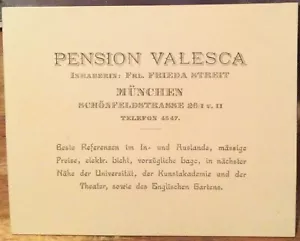 PENSION VALESCA
INHABERIN: FRL. FRIEDA STREIT
MÜNCHEN
SCHÖNFELDSTRASSE 26/I u. II
TELEFON 4547.
Beste Referenzen im In- und Auslande, mässige
Preise, elektr. Licht, vorzügliche Lage, in nächster
Nähe der Universität, der Kunstakademie und der
Theater, sowie des Englischen Gartens.